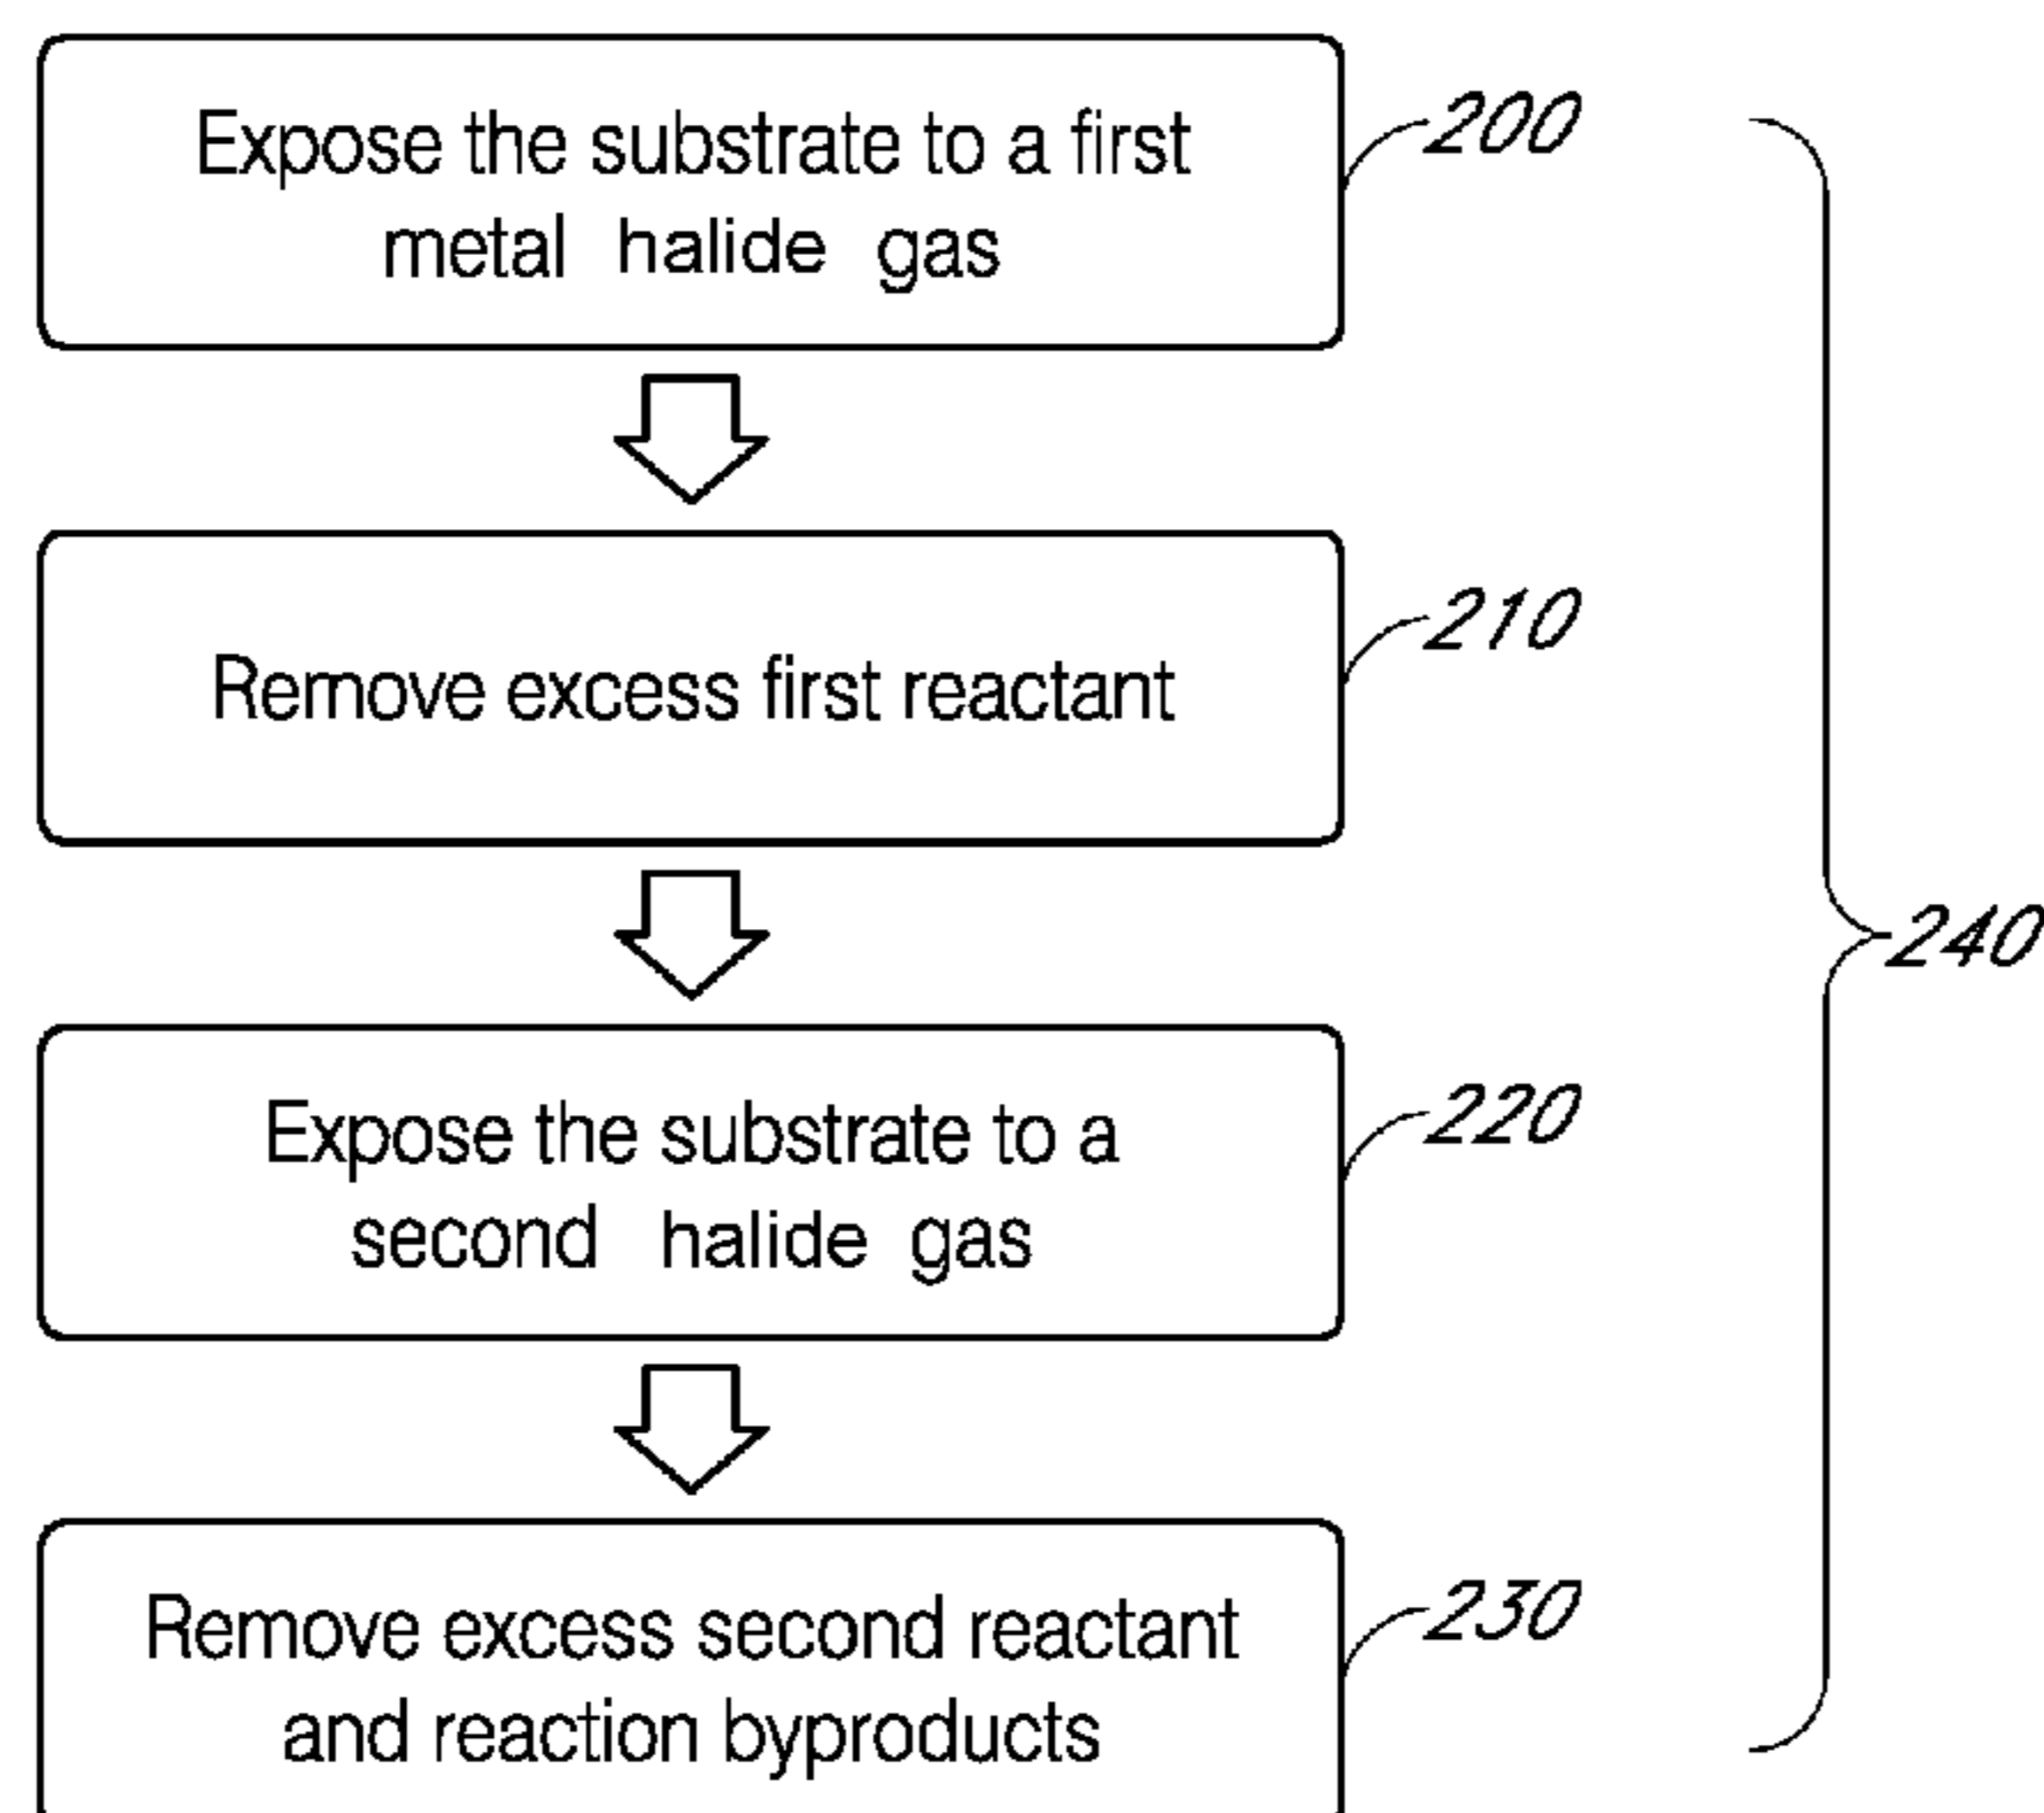 Expose the substrate to a first
metal halide gas
200
Remove excess first reactant
210
240
Expose the substrate to a
second halide gas
220
Remove excess second reactant
and reaction byproducts
230